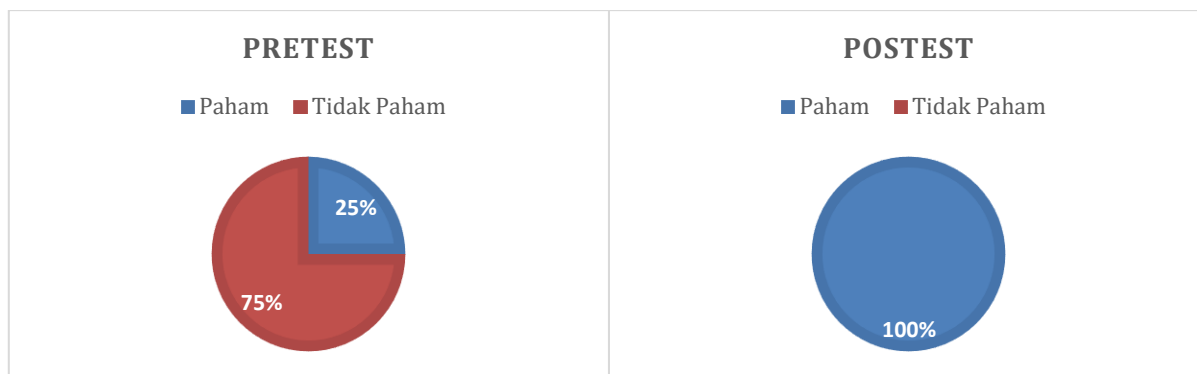 PRETEST
Paham Tidak Paham
25%
75%
POSTEST
Paham Tidak Paham
100%